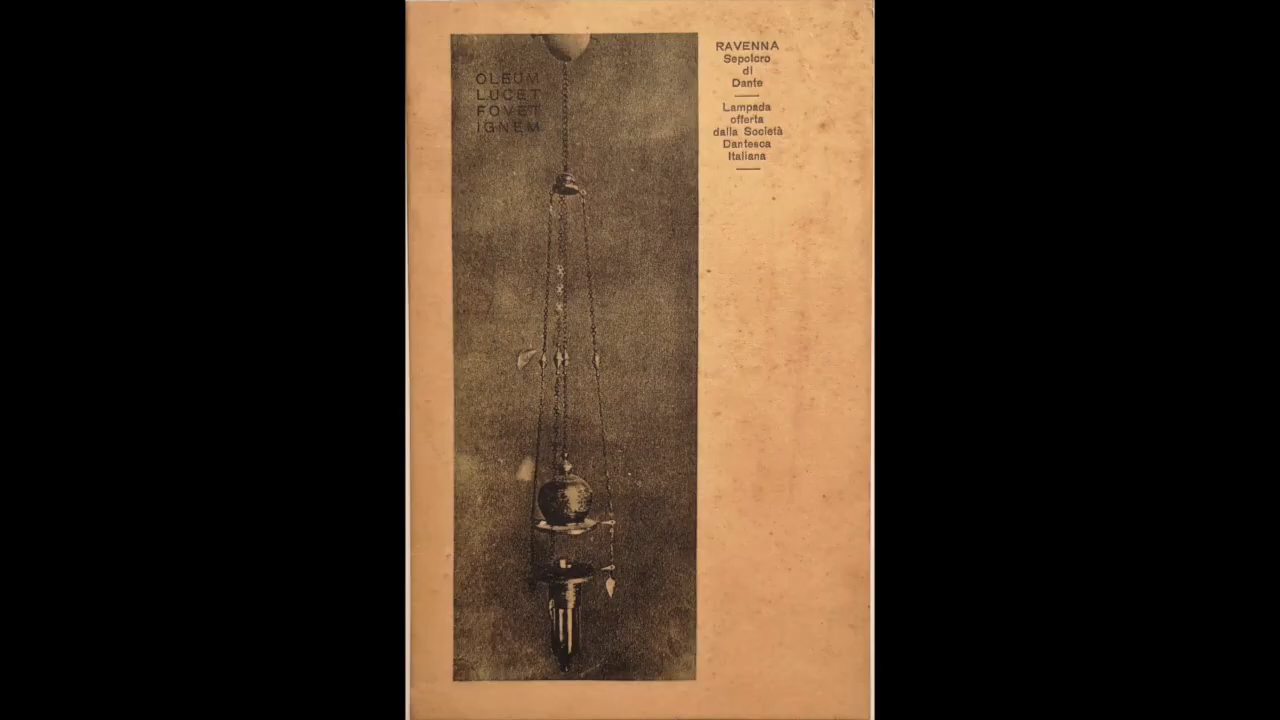 OLEUM
LUCET
FOVET
IGNEM
RAVENNA
Sepolcro
di
Dante
Lampada
offerta
dalla Società
Dantesca
Italiana